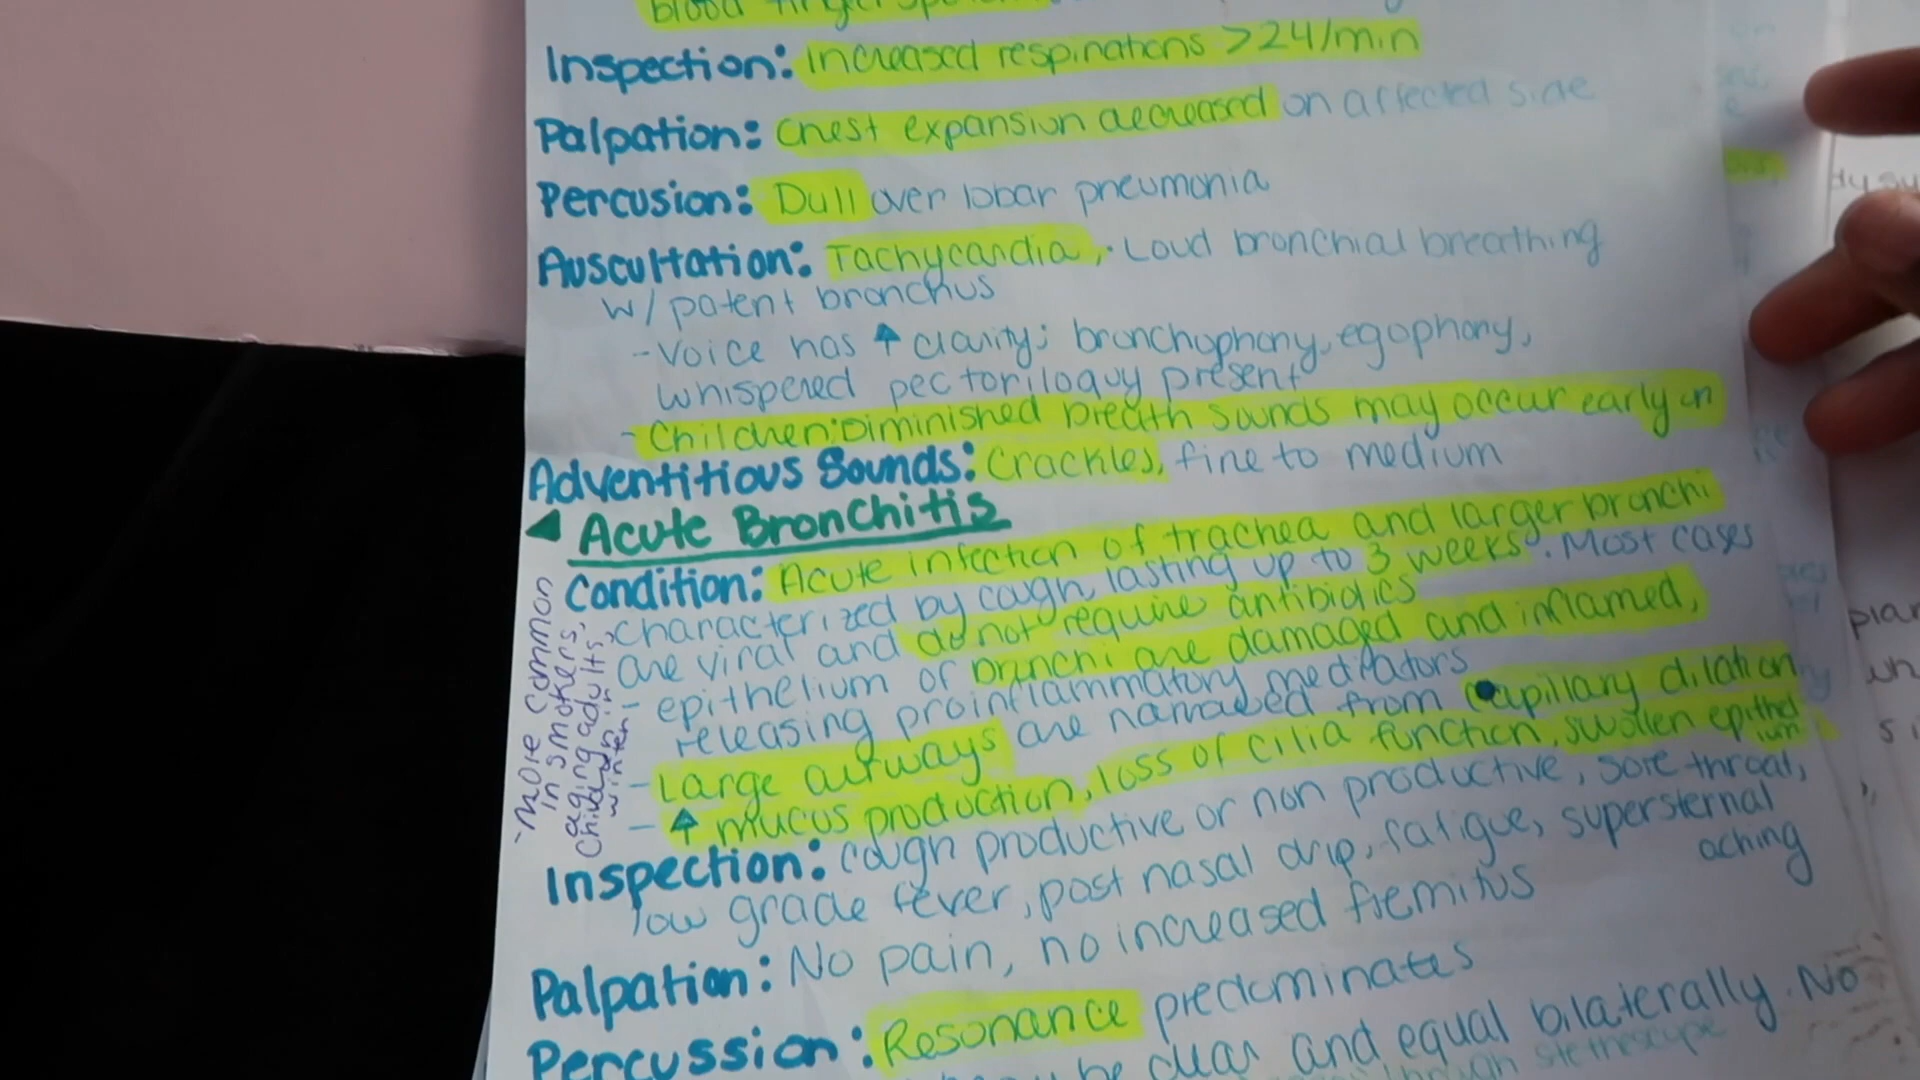 blood
Inspection: Increased respirations >24/min
Palpation: Chest expansion decreased on affected side
Percusion: Dull over lobar pneumonia
Auscultation: Tachycardia, Loud bronchial breathing
w/ patent bronchus
- Voice has ↑ clarity; bronchophony, egophony,
whispered pectoriloquy present
- Children: Diminished breath sounds may occur early on
Adventitious Sounds: Crackles, fine to medium
Acute Bronchitis
Condition: Acute infection of trachea and larger bronchi
characterized by cough, lasting up to 3 weeks. Most cases
are viral and do not require antibiotics
- epithelium of bronchi are damaged and inflamed,
releasing proinflammatory mediators
- Large airways are narrowed from capillary dilation
- ↑ mucus production, loss of cilia function, swollen epithelium
Inspection: cough productive or non productive, sore throat,
low grade fever, post nasal drip, fatigue, supersternal
aching
Palpation: No pain, no increased fremitus
Percussion: Resonance predominates
be clear and equal bilaterally. No
through stethescope
- more common
in smokers,
aging adults,
children, in
winter